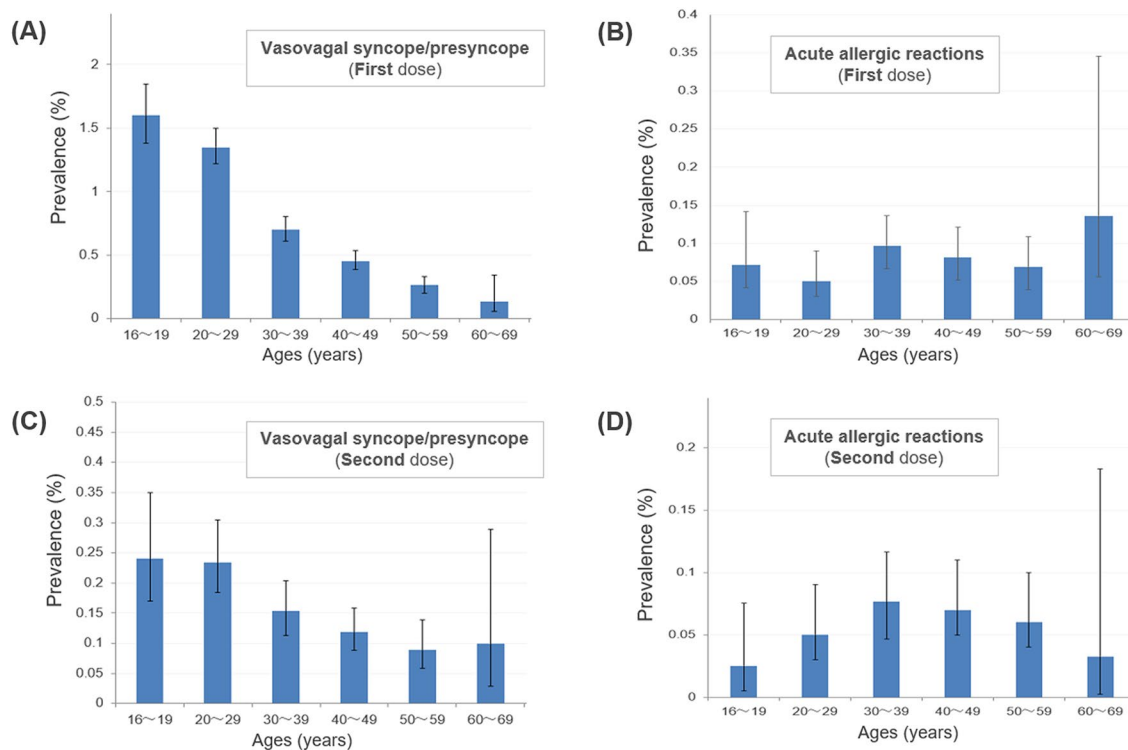 (A)
Vasovagal syncope/presyncope
(First dose)
Prevalence (%)
2
1.5
1
0.5
0
16～19 20～29 30～39 40～49 50～59 60～69
Ages (years)
(B)
Acute allergic reactions
(First dose)
Prevalence (%)
0.4
0.35
0.3
0.25
0.2
0.15
0.1
0.05
0
16～19 20～29 30～39 40～49 50～59 60～69
Ages (years)
(C)
Vasovagal syncope/presyncope
(Second dose)
Prevalence (%)
0.5
0.45
0.4
0.35
0.3
0.25
0.2
0.15
0.1
0.05
0
16～19 20～29 30～39 40～49 50～59 60～69
Ages (years)
(D)
Acute allergic reactions
(Second dose)
Prevalence (%)
0.2
0.15
0.1
0.05
0
16～19 20～29 30～39 40～49 50～59 60～69
Ages (years)